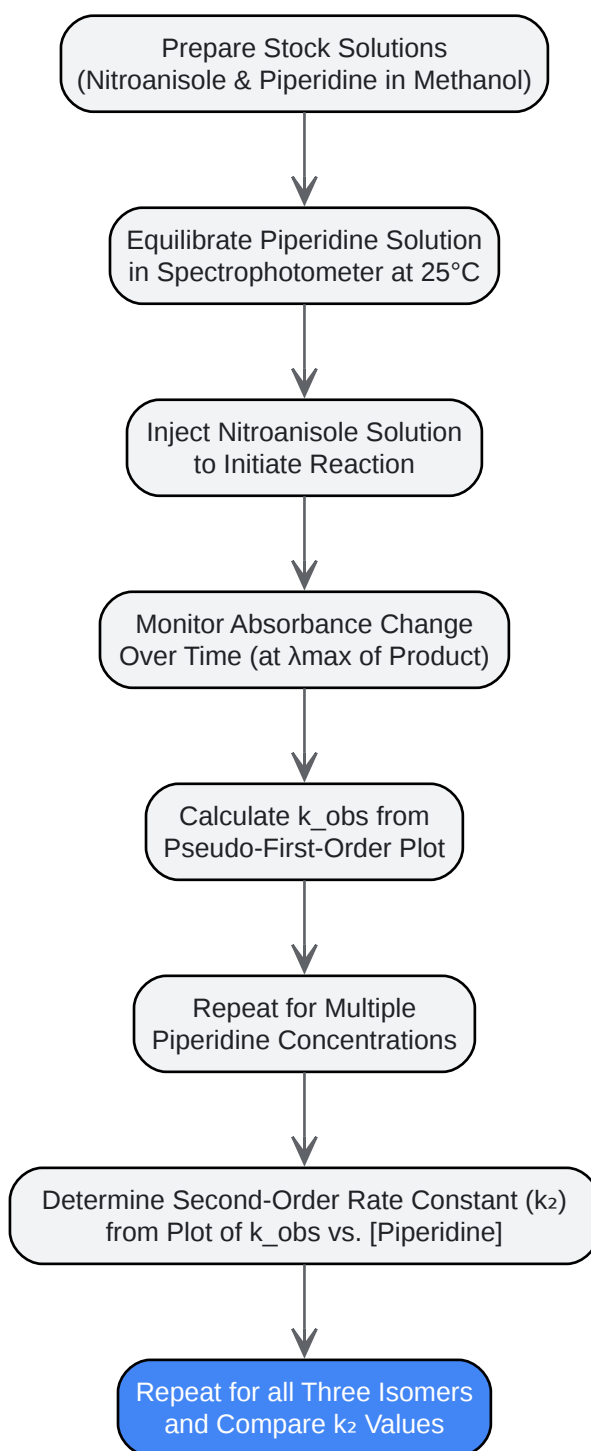 Prepare Stock Solutions
(Nitroanisole & Piperidine in Methanol)
Equilibrate Piperidine Solution
in Spectrophotometer at 25°C
Inject Nitroanisole Solution
to Initiate Reaction
Monitor Absorbance Change
Over Time (at λmax of Product)
Calculate k_obs from
Pseudo-First-Order Plot
Repeat for Multiple
Piperidine Concentrations
Determine Second-Order Rate Constant (k₂)
from Plot of k_obs vs. [Piperidine]
Repeat for all Three Isomers
and Compare k₂ Values